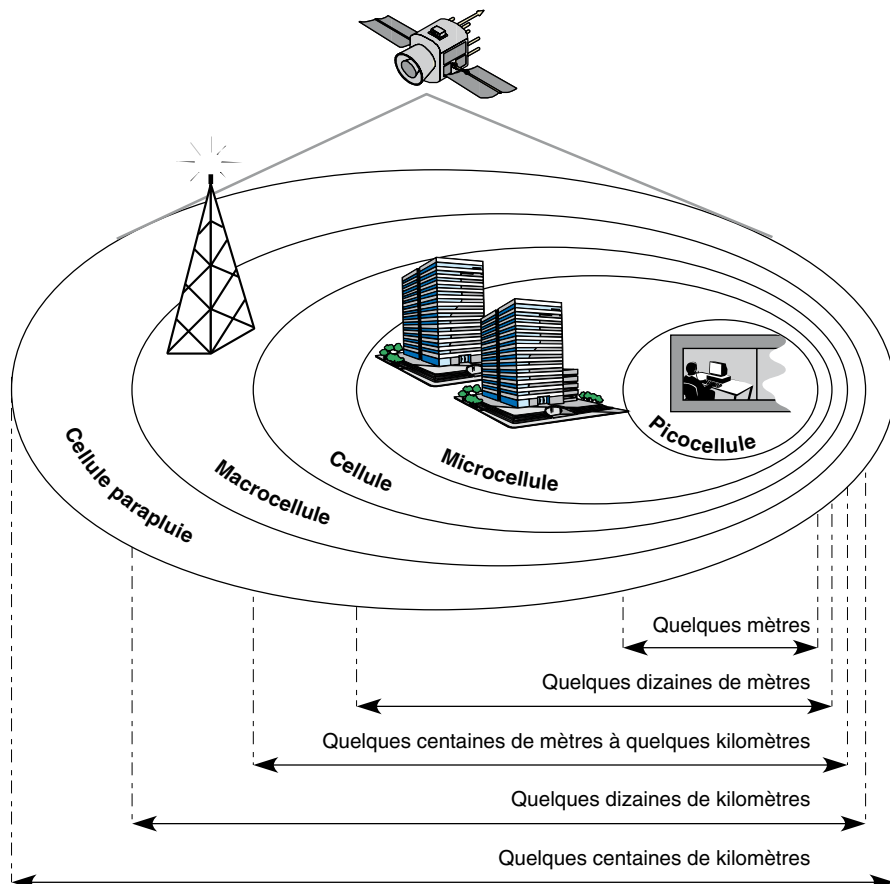 Cellule parapluie
Macrocellule
Cellule
Microcellule
Picocellule
Quelques mètres
Quelques dizaines de mètres
Quelques centaines de mètres à quelques kilomètres
Quelques dizaines de kilomètres
Quelques centaines de kilomètres